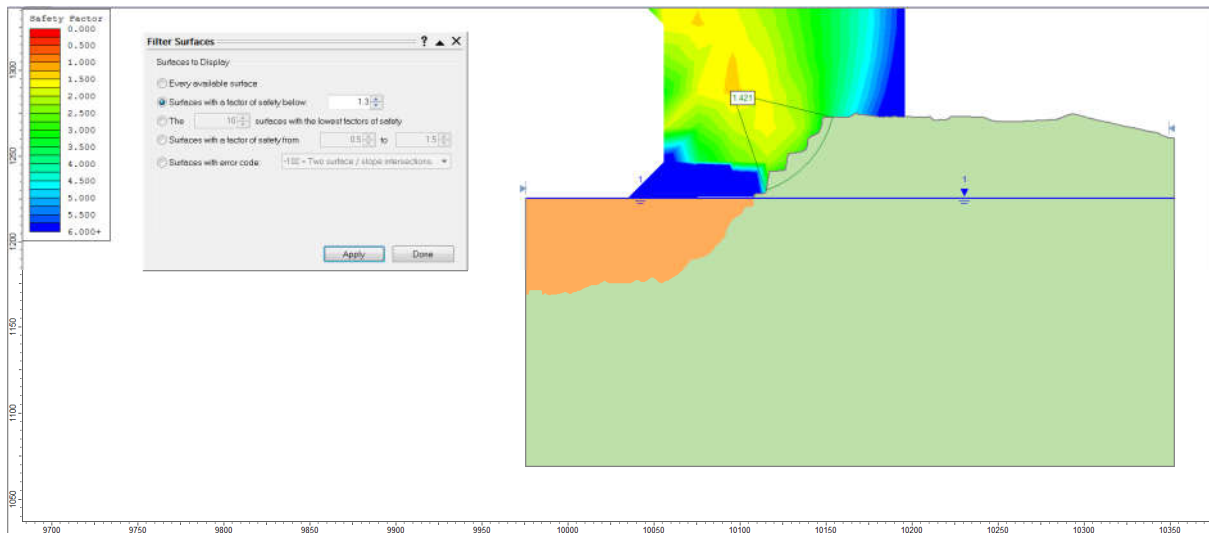 Safety Factor
0.000
0.500
1.000
1.500
2.000
2.500
3.000
3.500
4.000
4.500
5.000
5.500
6.000+
Filter Surfaces ?
Surfaces to Display
Every available surface
Surfaces with a factor of safety below: 1.3
The 10 surfaces with the lowest factors of safety
Surfaces with a factor of safety from: 0.5 to 1.5
Surfaces with error code: -100 = Two surface / slope intersections.
Apply Done
1.421
1
1
1300
1250
1200
1150
1100
1050
9700 9750 9800 9850 9900 9950 10000 10050 10100 10150 10200 10250 10300 10350